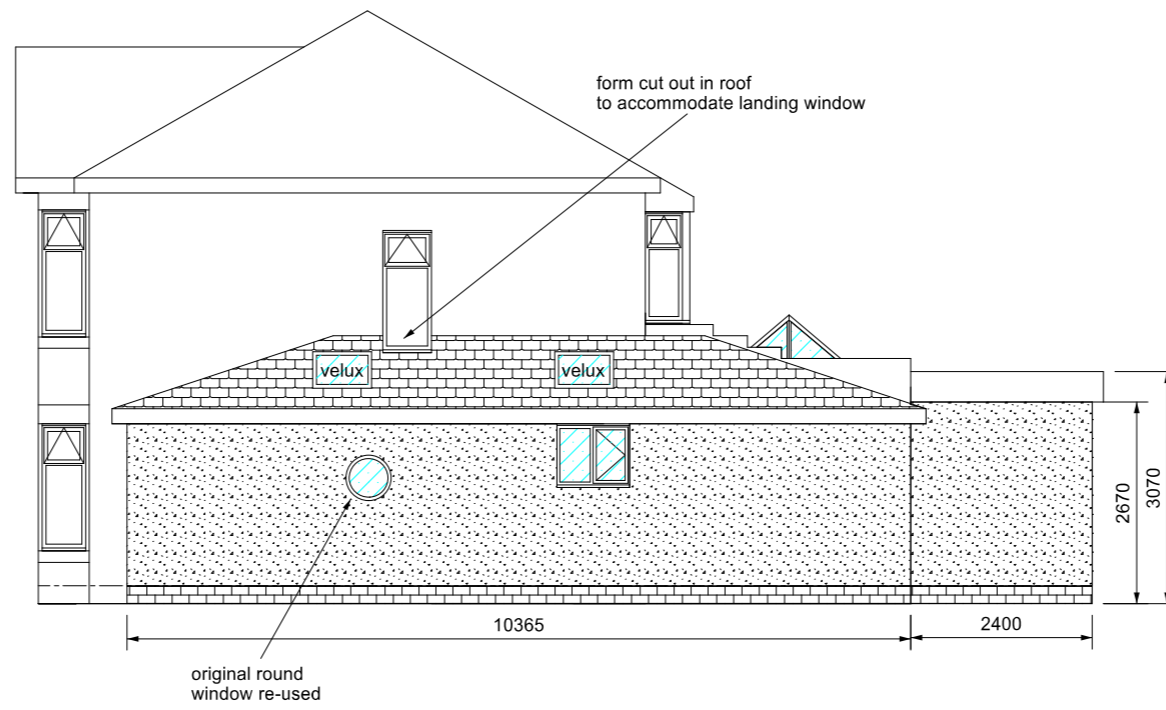 form cut out in roof
to accommodate landing window
velux
velux
2670
3070
10365
2400
original round
window re-used